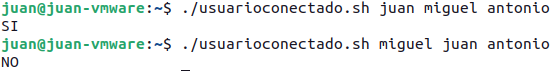 juan@juan-vmware:~$ ./usuarioconectado.sh juan miguel antonio
SI
juan@juan-vmware:~$ ./usuarioconectado.sh miguel juan antonio
NO